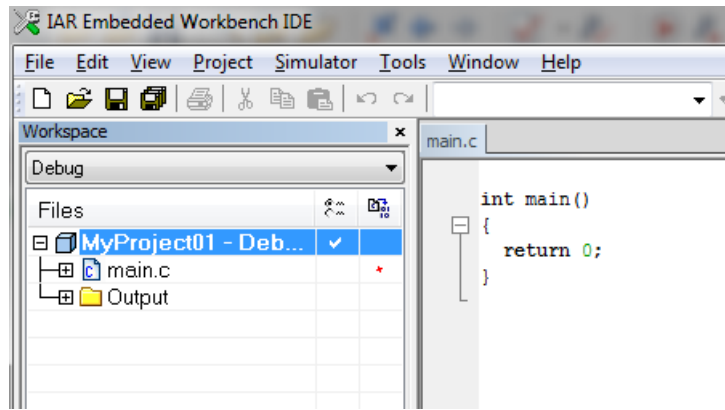 IAR Embedded Workbench IDE
File Edit View Project Simulator Tools Window Help
Workspace
Debug
Files
MyProject01 - Deb...
main.c
Output
main.c
int main()
{
return 0;
}